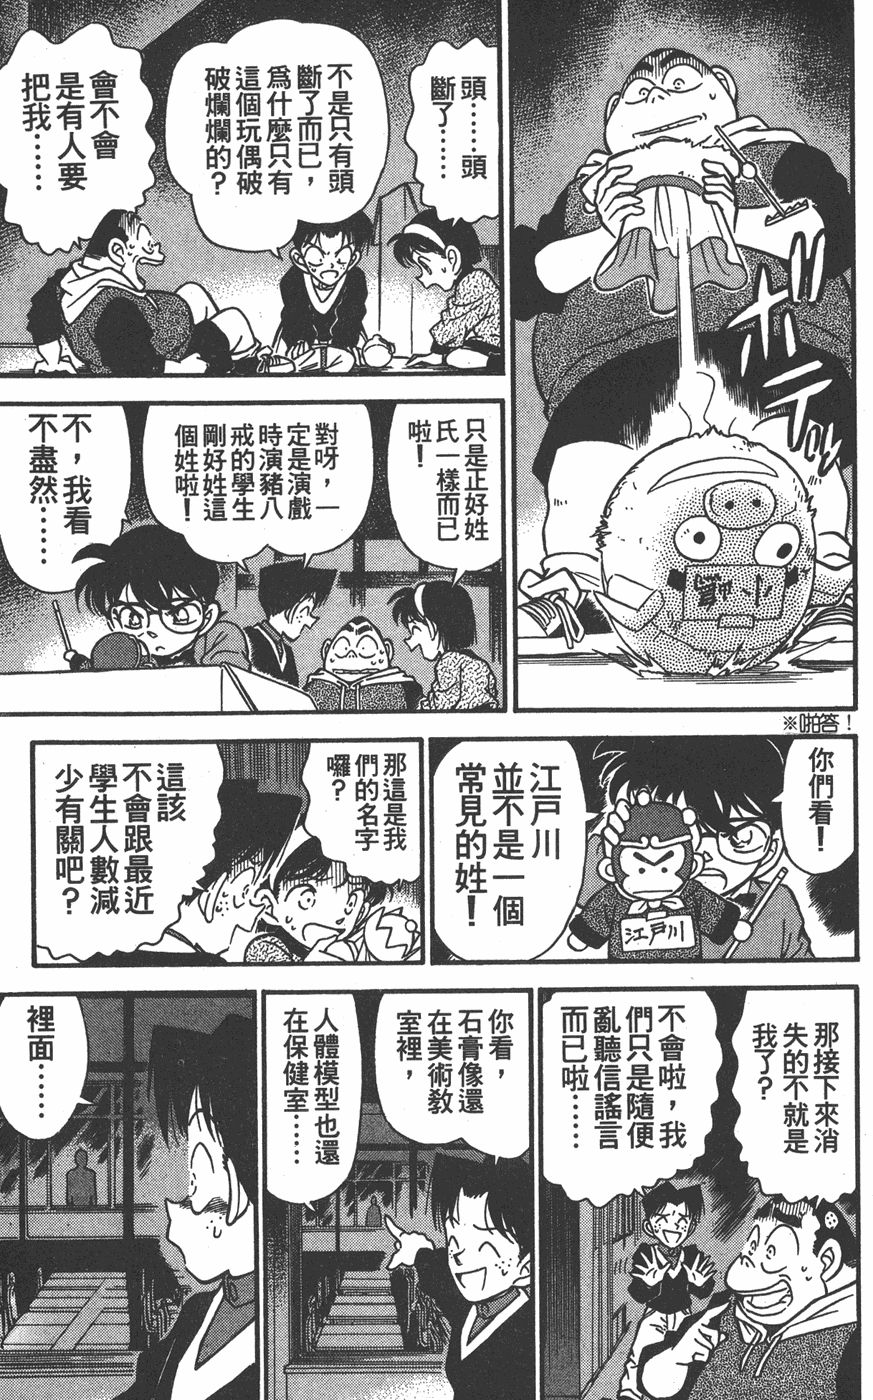 ボテッ
※啪答！
頭……頭
斷了……
不是只有頭
斷了而已，
為什麼只有
這個玩偶破
破爛爛的？
會不會
是有人要
把我……
只是正好姓
氏一樣而已
啦！
對呀，一
定是演戲
時演豬八
戒的學生
剛好姓這
個姓啦！
不，我看
不盡然……
你們看！
江戶川
江戶川
並不是一個
常見的姓！
那這是我
們的名字
囉？
這該
不會跟最近
學生人數減
少有關吧？
那接下來消
失的不就是
我了？
不會啦，我
們只是隨便
亂聽信謠言
而已啦……
你看，
石膏像還
在美術教
室裡，
人體模型也還
在保健室……
裡面……